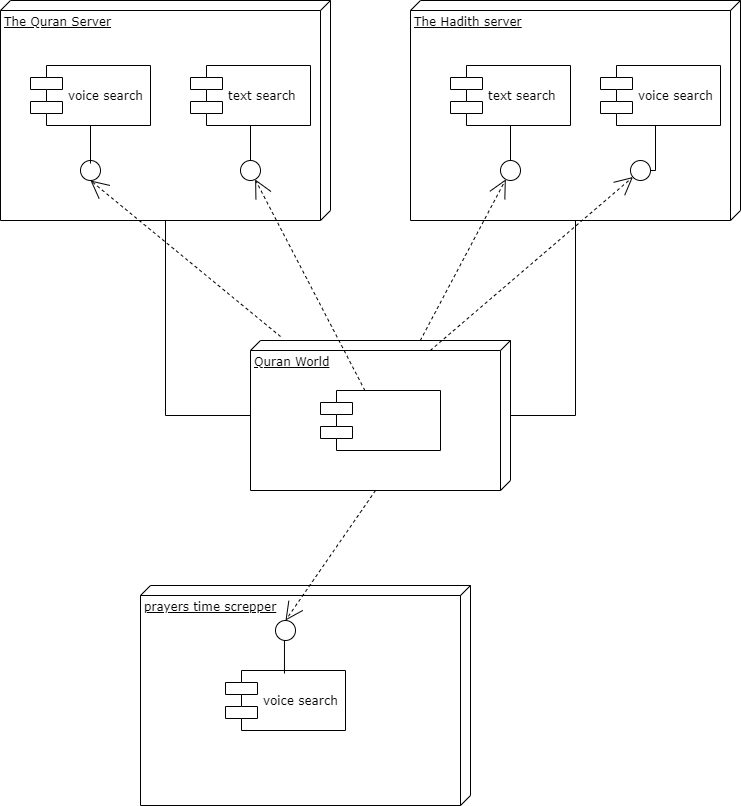 The Quran Server
The Hadith server
voice search
text search
text search
voice search
Quran World
prayers time screpper
voice search